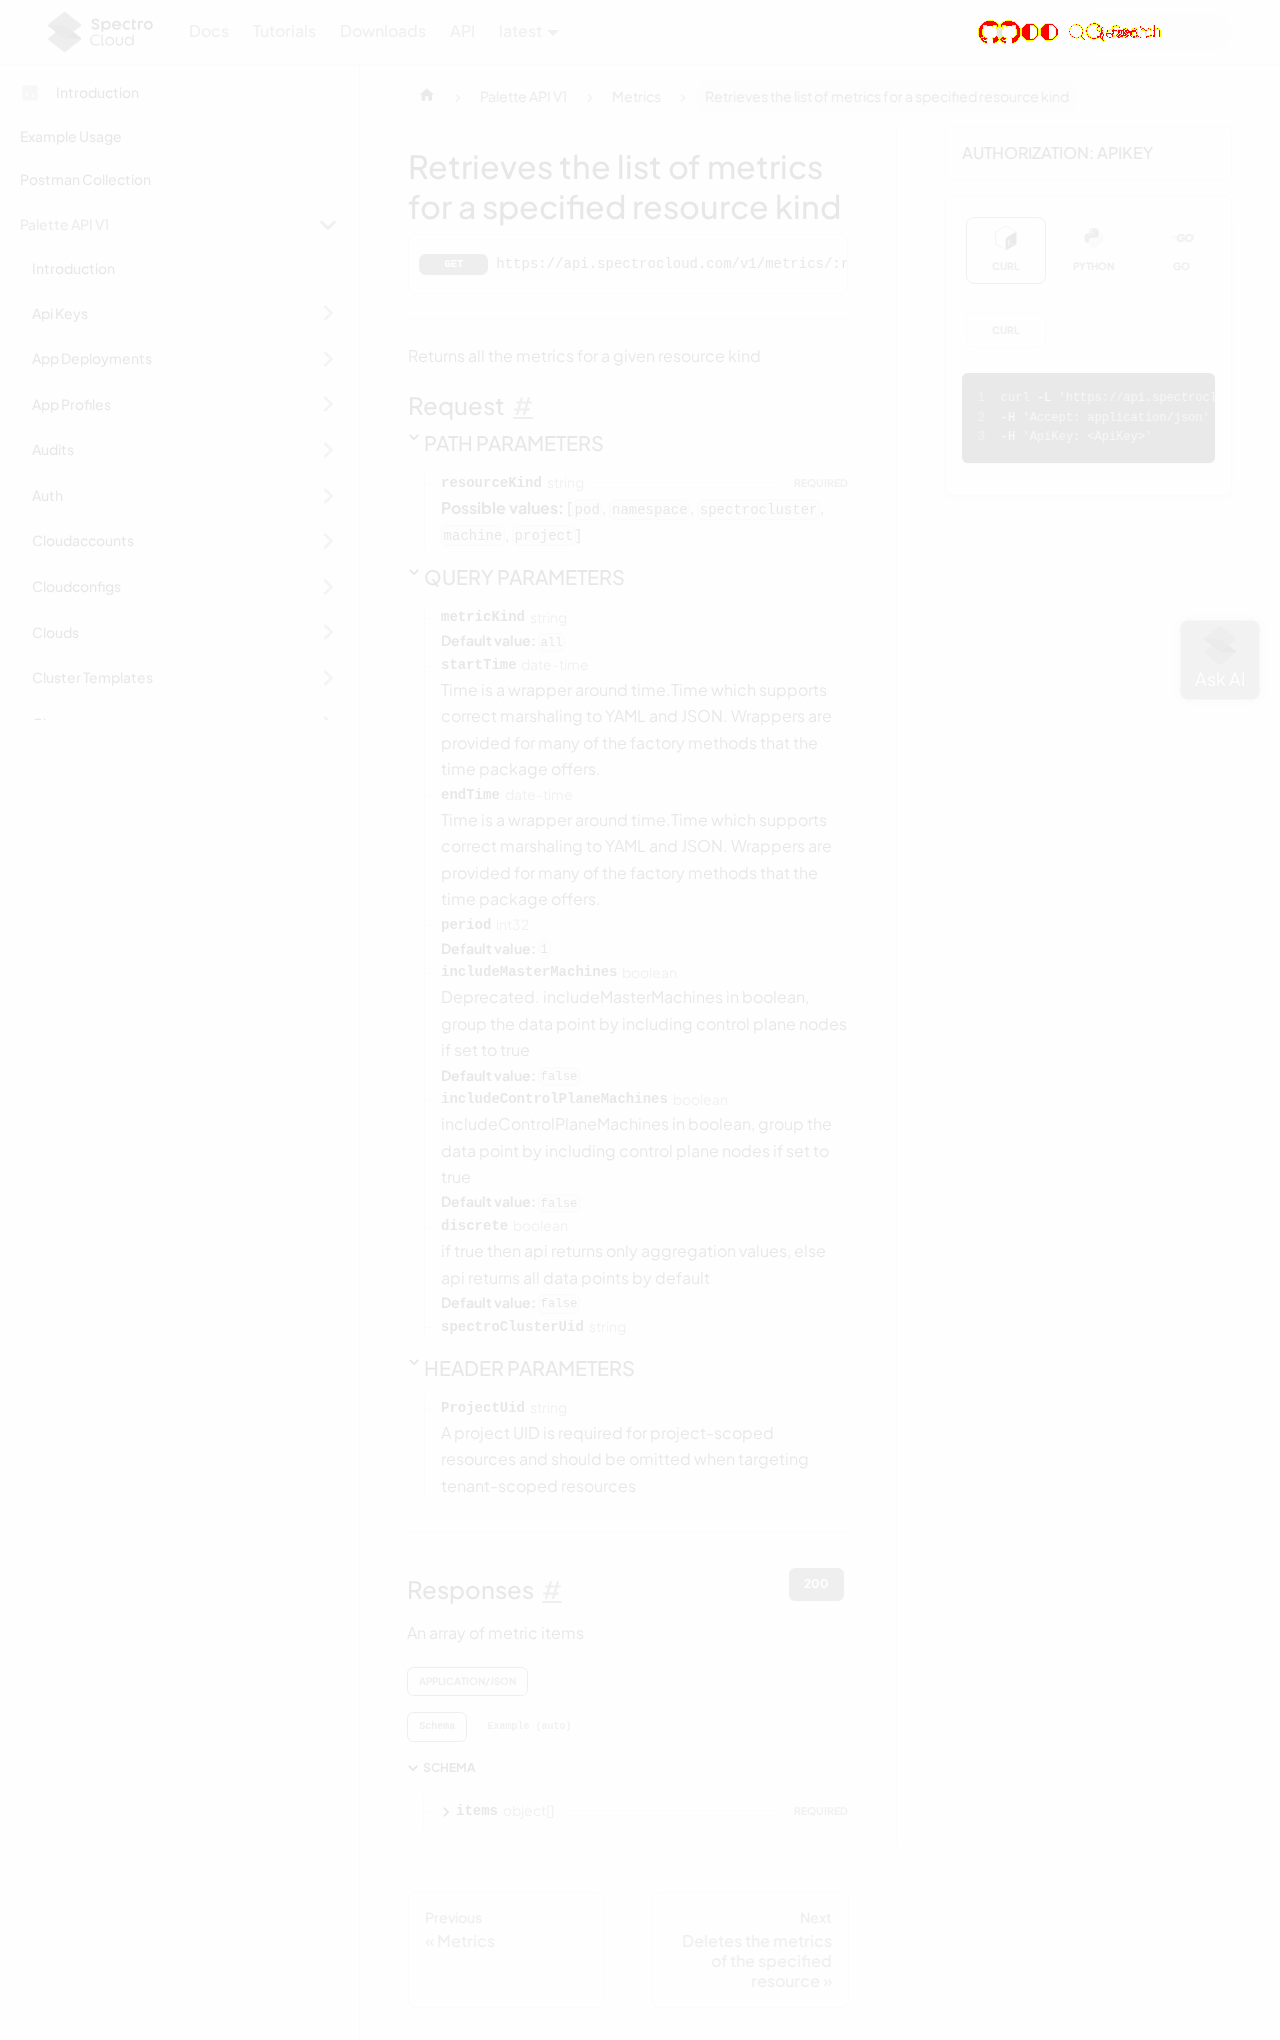 Spectro Cloud
Docs
Tutorials
Downloads
API
latest
Introduction
Example Usage
Postman Collection
Palette API V1
Introduction
Api Keys
App Deployments
App Profiles
Audits
Auth
Cloudaccounts
Cloudconfigs
Clouds
Cluster Templates
Palette API V1
Metrics
Retrieves the list of metrics for a specified resource kind
Retrieves the list of metrics
for a specified resource kind
GET https://api.spectrocloud.com/v1/metrics/:r
Returns all the metrics for a given resource kind
Request #
PATH PARAMETERS
resourceKind string REQUIRED
Possible values: [pod, namespace, spectrocluster,
machine, project]
QUERY PARAMETERS
metricKind string
Default value: all
startTime date-time
Time is a wrapper around time.Time which supports
correct marshaling to YAML and JSON. Wrappers are
provided for many of the factory methods that the
time package offers.
endTime date-time
Time is a wrapper around time.Time which supports
correct marshaling to YAML and JSON. Wrappers are
provided for many of the factory methods that the
time package offers.
period int32
Default value: 1
includeMasterMachines boolean
Deprecated. includeMasterMachines in boolean,
group the data point by including control plane nodes
if set to true
Default value: false
includeControlPlaneMachines boolean
includeControlPlaneMachines in boolean, group the
data point by including control plane nodes if set to
true
Default value: false
discrete boolean
if true then api returns only aggregation values, else
api returns all data points by default
Default value: false
spectroClusterUid string
HEADER PARAMETERS
ProjectUid string
A project UID is required for project-scoped
resources and should be omitted when targeting
tenant-scoped resources
Responses #
200
An array of metric items
APPLICATION/JSON
Schema
Example (auto)
SCHEMA
items object[] REQUIRED
Previous
« Metrics
Next
Deletes the metrics
of the specified
resource »
AUTHORIZATION: APIKEY
CURL
PYTHON
GO
CURL
1 curl -L 'https://api.spectrocl
2 -H 'Accept: application/json'
3 -H 'ApiKey: <ApiKey>'
Ask AI